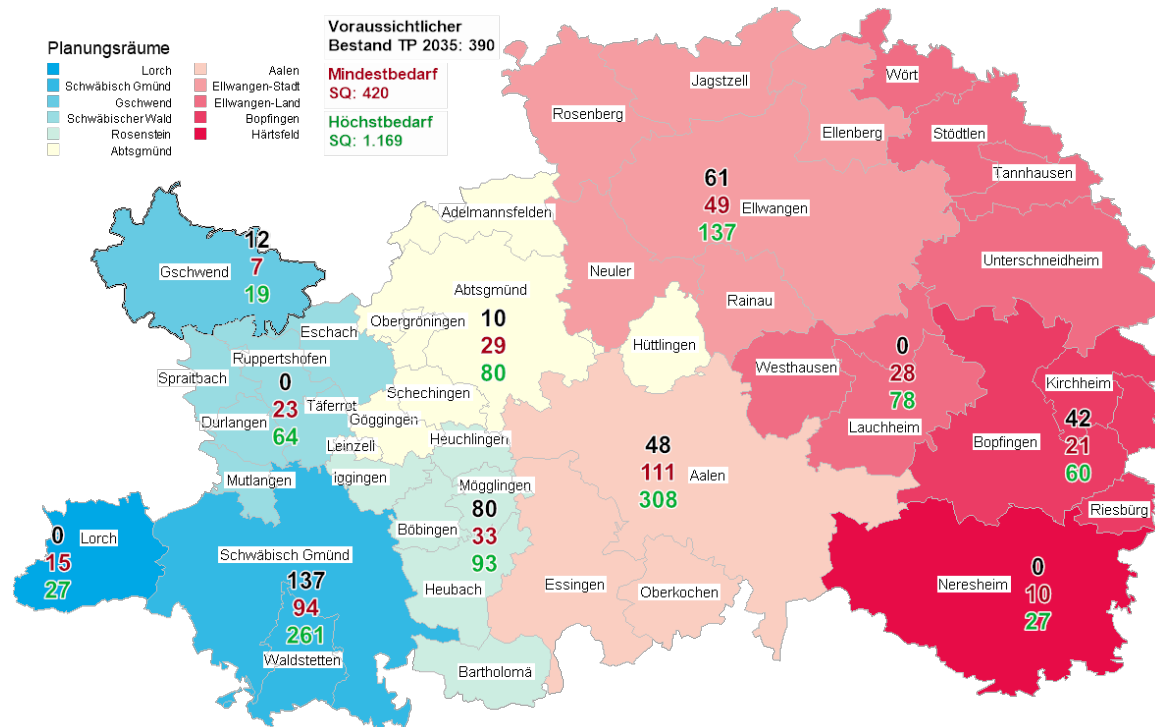 Planungsräume
Lorch
Schwäbisch Gmünd
Gschwend
Schwäbischer Wald
Rosenstein
Abtsgmünd
Aalen
Ellwangen-Stadt
Ellwangen-Land
Bopfingen
Härtsfeld
Voraussichtlicher
Bestand TP 2035: 390
Mindestbedarf
SQ: 420
Höchstbedarf
SQ: 1.169
Wört
Jagstzell
Rosenberg
Ellenberg
Stödtlen
Tannhausen
61
49
137
Ellwangen
Adelmannsfelden
12
7
19
Gschwend
Unterschneidheim
Neuler
Rainau
Abtsgmünd
10
29
80
Obergröningen
Eschach
Hüttlingen
Ruppertshofen
0
23
64
Spraitbach
Täferrot
Durlangen
Schechingen
Göggingen
Leinzell
Heuchlingen
Westhausen
0
28
78
Lauchheim
Kirchheim
42
21
60
Bopfingen
Riesbürg
48
111
308
Aalen
Mutlangen
Iggingen
Mögglingen
80
33
93
Böbingen
Heubach
0
15
27
Lorch
Schwäbisch Gmünd
137
94
261
Waldstetten
Essingen
Oberkochen
Neresheim
0
10
27
Bartholomä